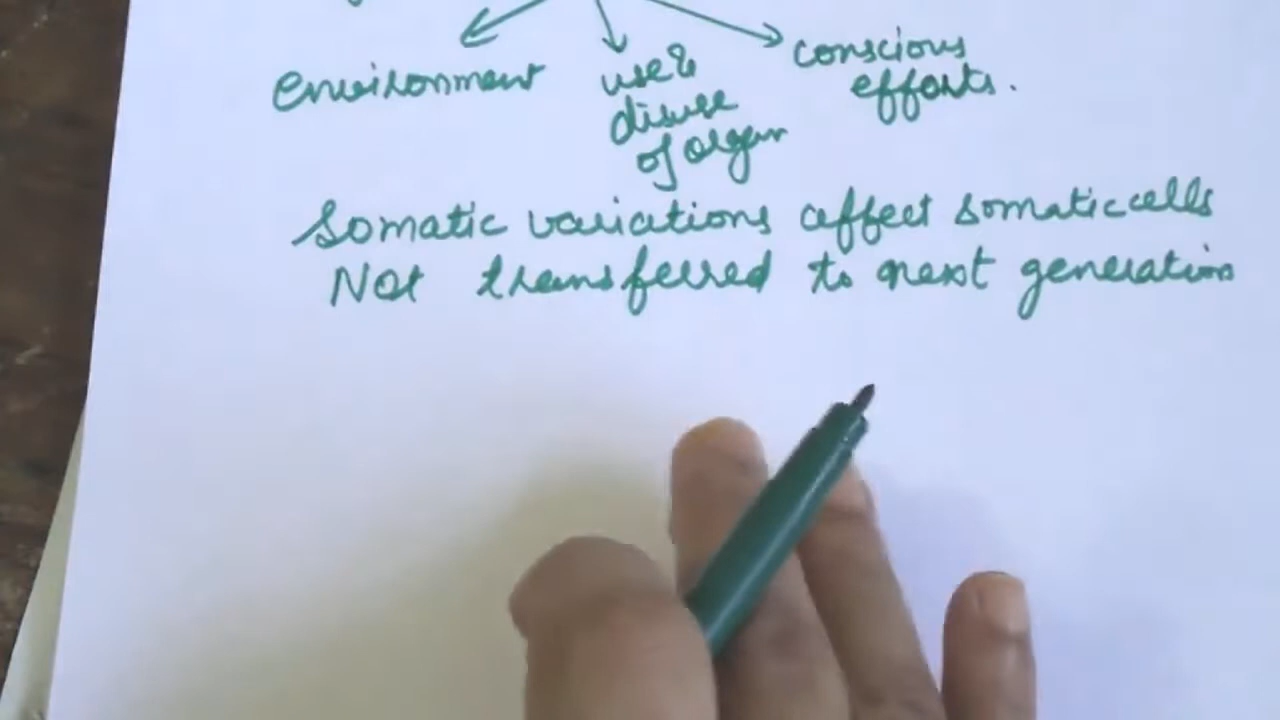 environment
use &
disuse
of organ
conscious
efforts.
Somatic variations affect somatic cells
Not transferred to next generation